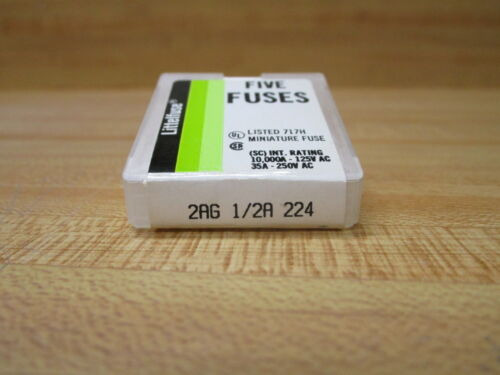 FIVE
FUSES
Littelfuse®
UL LISTED 717H
MINIATURE FUSE
(SC) INT. RATING
10,000A - 125V AC
35A - 250V AC
2AG 1/2A 224